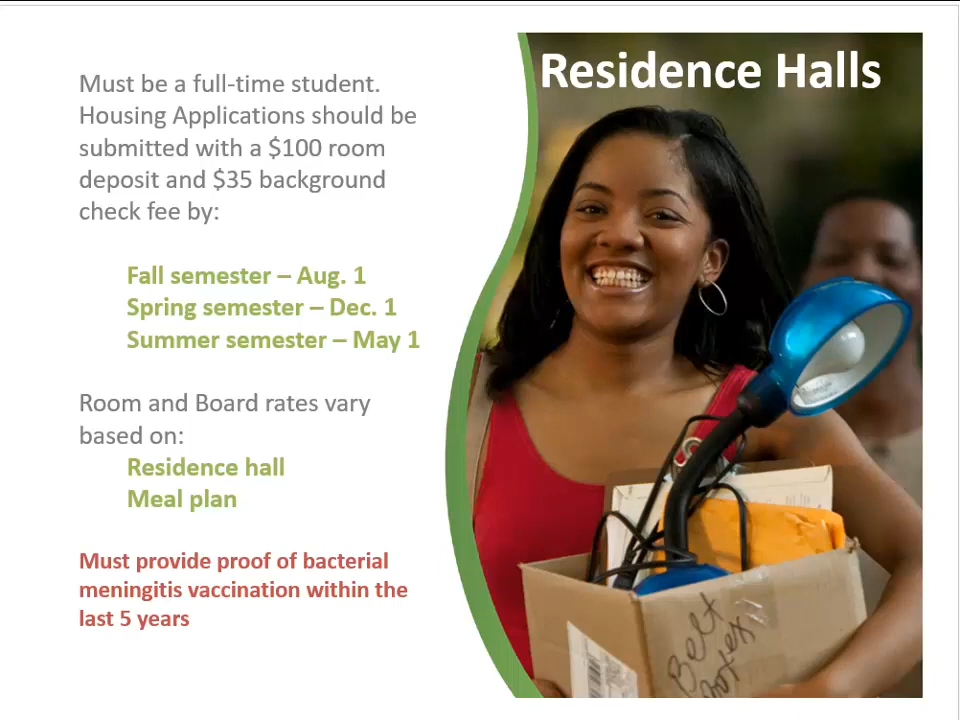 Residence Halls
Must be a full-time student.
Housing Applications should be
submitted with a $100 room
deposit and $35 background
check fee by:
Fall semester – Aug. 1
Spring semester – Dec. 1
Summer semester – May 1
Room and Board rates vary
based on:
Residence hall
Meal plan
Must provide proof of bacterial
meningitis vaccination within the
last 5 years
Belt